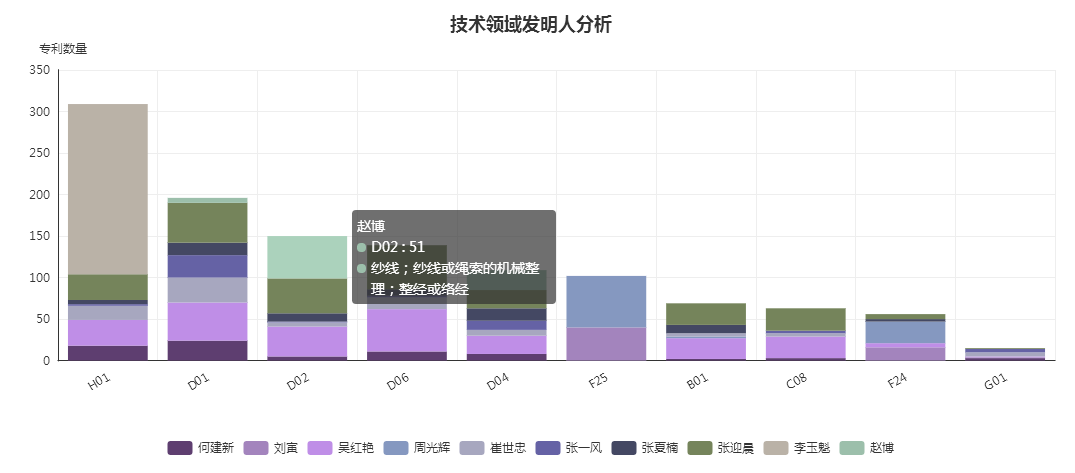 技术领域发明人分析
专利数量
350
300
250
200
150
100
50
0
赵博
D02 : 51
纱线；纱线或绳索的机械整
理；整经或络经
H01 D01 D02 D06 D04 F25 B01 C08 F24 G01
何建新 刘寅 吴红艳 周光辉 崔世忠 张一风 张夏楠 张迎晨 李玉魁 赵博